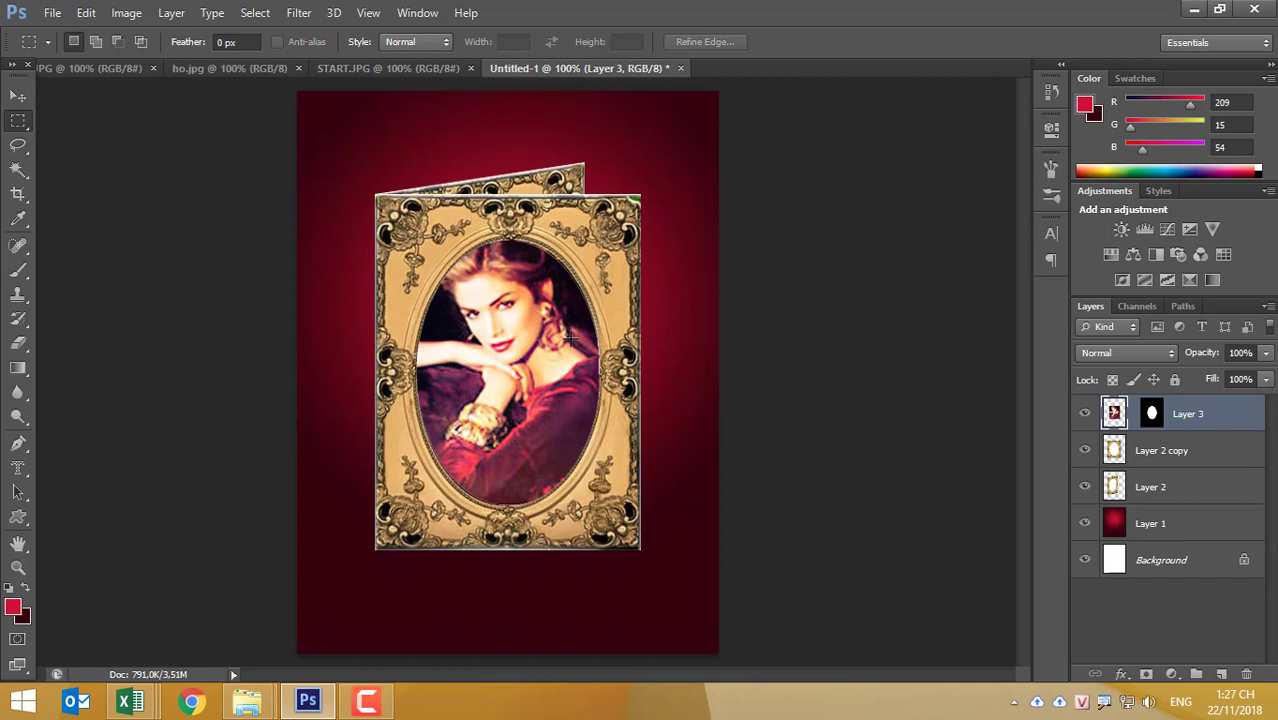 Ps File Edit Image Layer Type Select Filter 3D View Window Help
Feather: 0 px Anti-alias Style: Normal Width: Height: Refine Edge... Essentials
JPG @ 100% (RGB/8#) × ho.jpg @ 100% (RGB/8) × START.JPG @ 100% (RGB/8#) × Untitled-1 @ 100% (Layer 3, RGB/8) * ×
Color Swatches
R 209
G 15
B 54
Adjustments Styles
Add an adjustment
Layers Channels Paths
Kind
Normal Opacity: 100%
Lock: Fill: 100%
Layer 3
Layer 2 copy
Layer 2
Layer 1
Background
Doc: 791,0K/3,51M
ENG 1:27 CH
22/11/2018